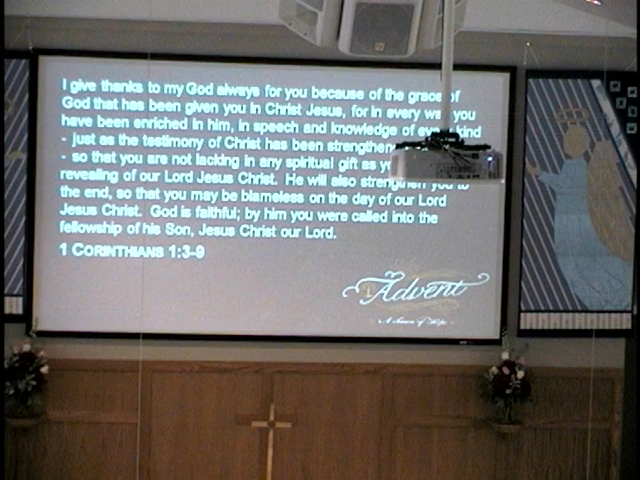 I give thanks to my God always for you because of the grace of
God that has been given you in Christ Jesus, for in every way you
have been enriched in him, in speech and knowledge of every kind
- just as the testimony of Christ has been strengthen
- so that you are not lacking in any spiritual gift as yo
revealing of our Lord Jesus Christ. He will also strengthen you to
the end, so that you may be blameless on the day of our Lord
Jesus Christ. God is faithful; by him you were called into the
fellowship of his Son, Jesus Christ our Lord.
1 CORINTHIANS 1:3-9
Advent
A Season of Hope